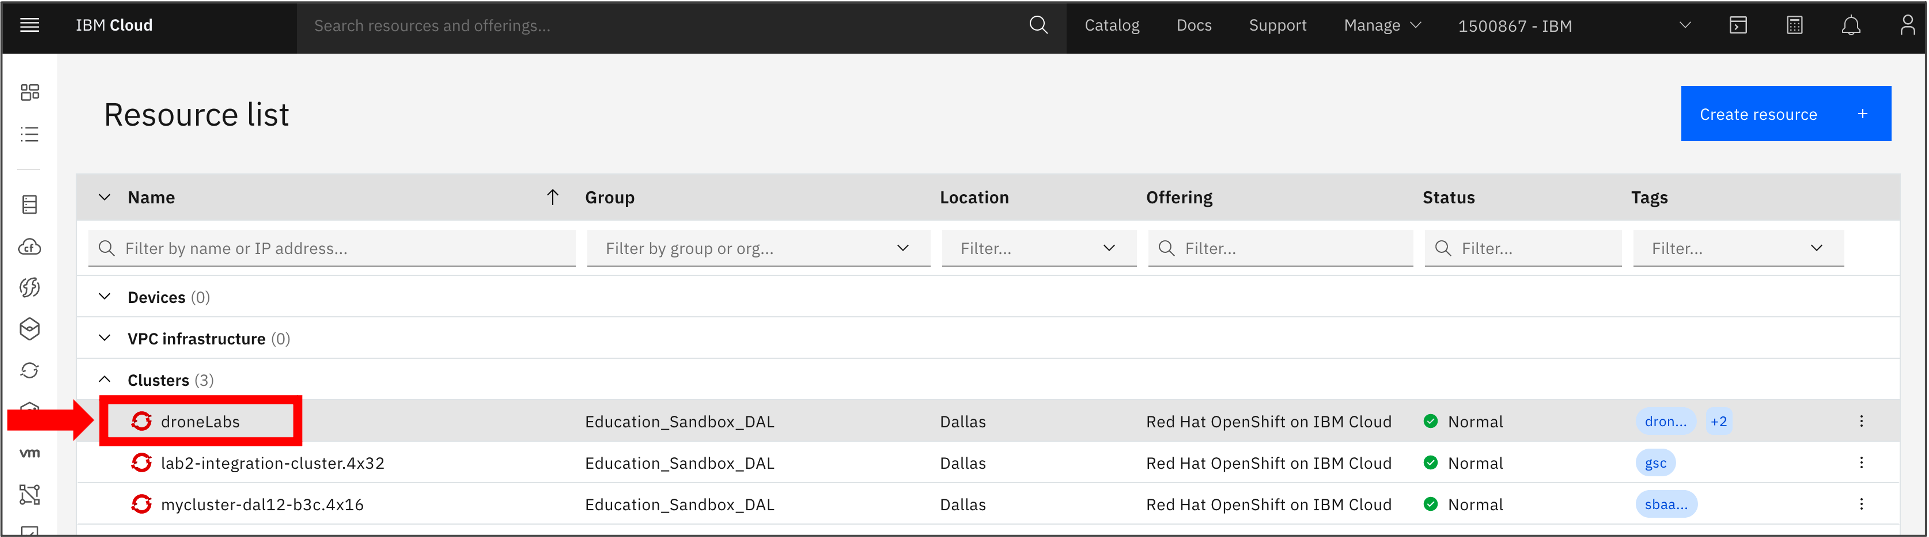 IBM Cloud Search resources and offerings... Catalog Docs Support Manage 1500867 - IBM
Resource list
Create resource +
Name Group Location Offering Status Tags
Filter by name or IP address... Filter by group or org... Filter... Filter... Filter... Filter...
Devices (0)
VPC infrastructure (0)
Clusters (3)
droneLabs Education_Sandbox_DAL Dallas Red Hat OpenShift on IBM Cloud Normal dron... +2
lab2-integration-cluster.4x32 Education_Sandbox_DAL Dallas Red Hat OpenShift on IBM Cloud Normal gsc
vm
mycluster-dal12-b3c.4x16 Education_Sandbox_DAL Dallas Red Hat OpenShift on IBM Cloud Normal sbaa...